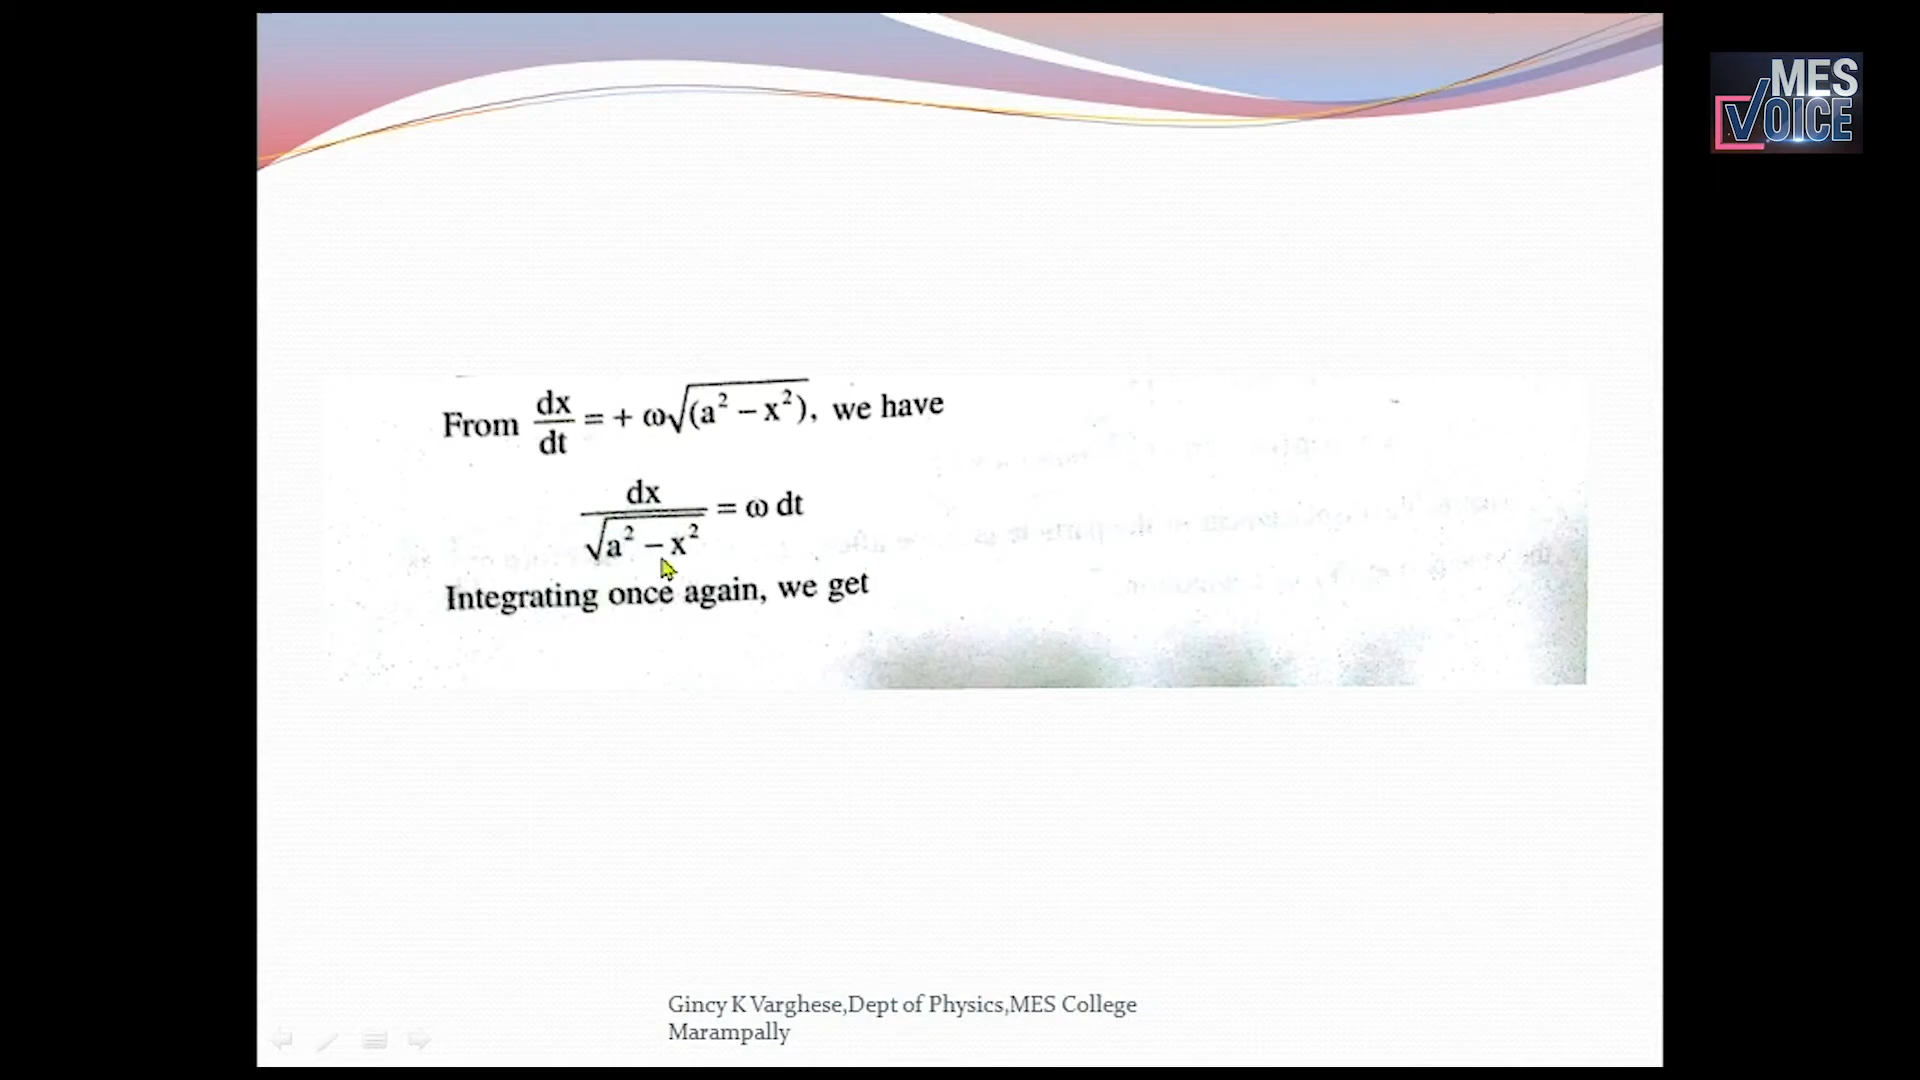 MES
VOICE
From dx/dt = + ω√(a² – x²), we have
dx/√a² – x² = ω dt
Integrating once again, we get
Gincy K Varghese,Dept of Physics,MES College
Marampally